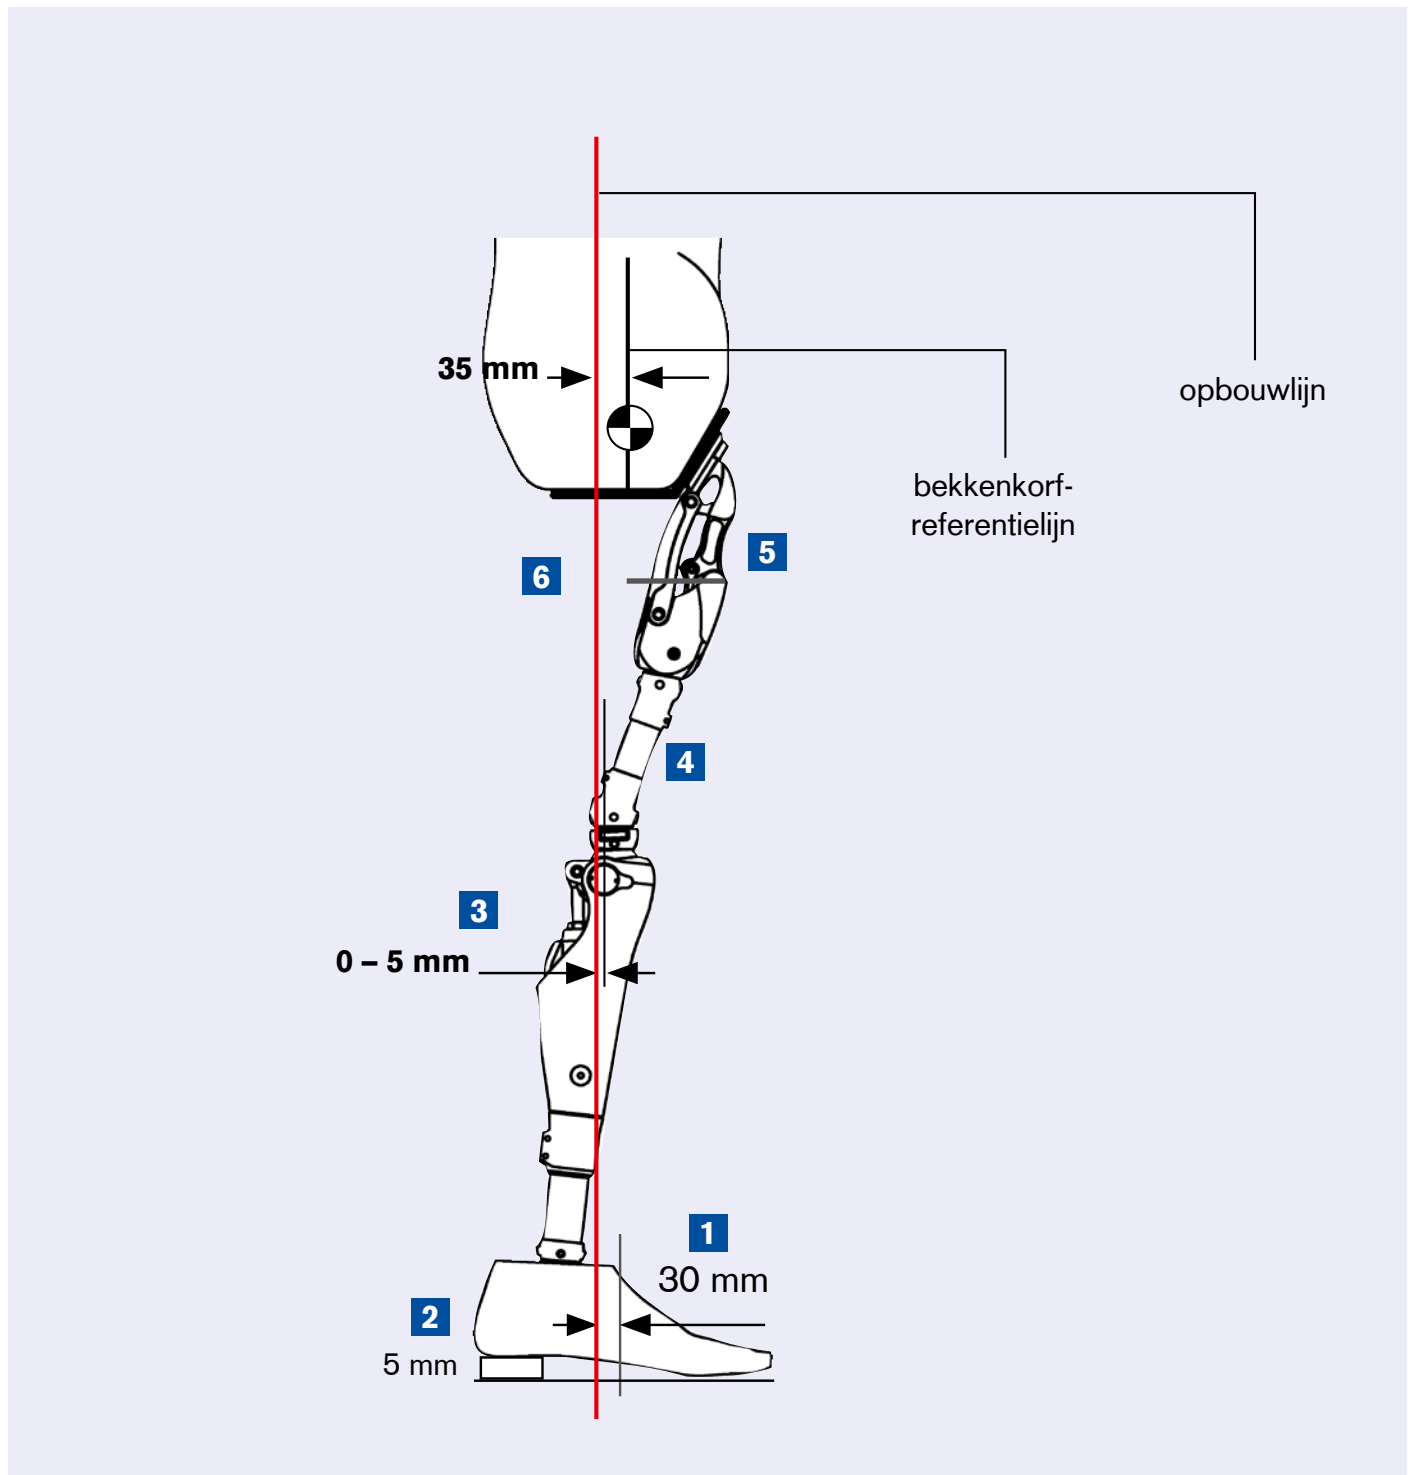 opbouwlijn
35 mm
bekkenkorf-
referentielijn
5
6
4
3
0 – 5 mm
1
30 mm
2
5 mm